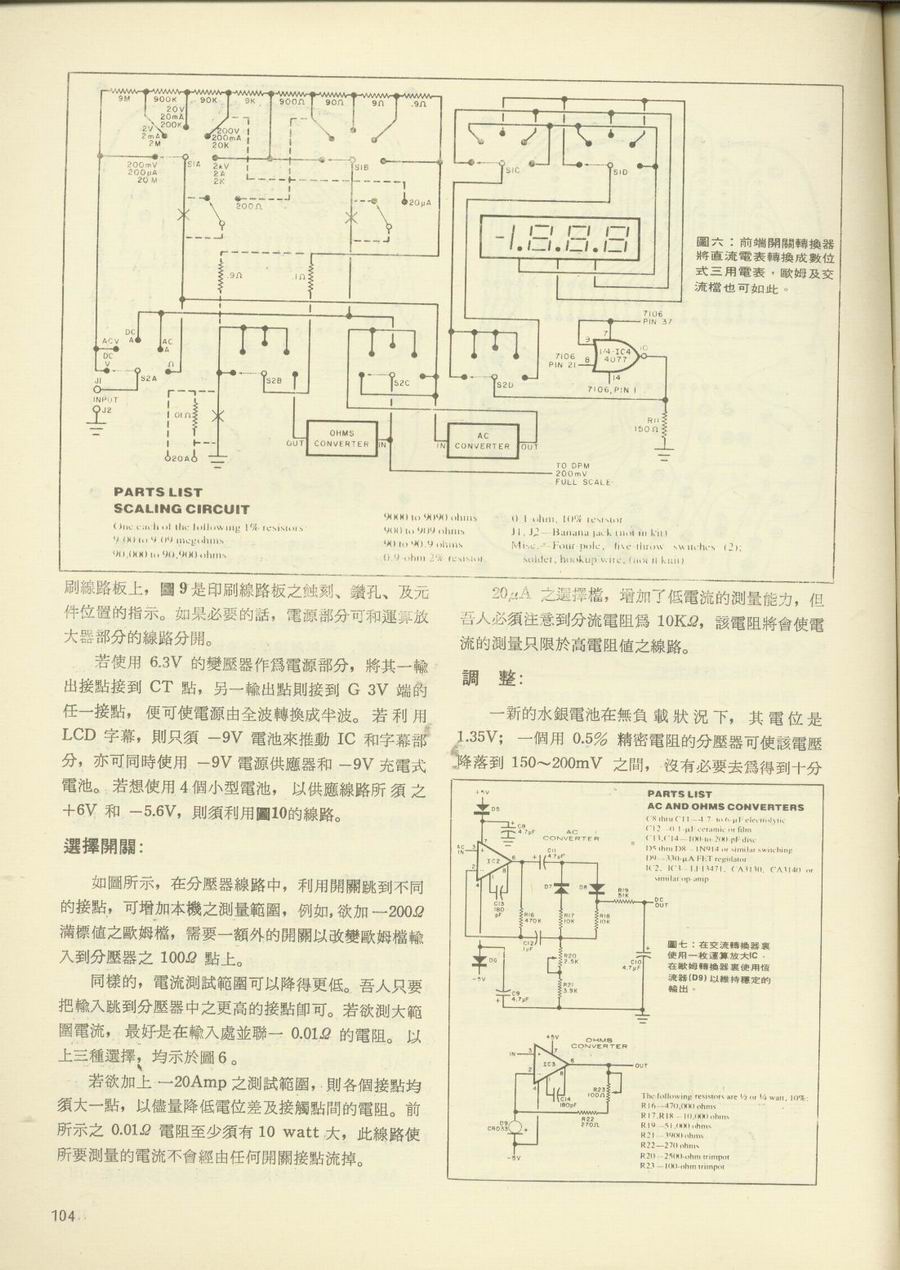 9M 900K 90K 9K 900Ω 90Ω 9Ω .9Ω
20V
20mA
200K
2V
2mA
2M
200V
200mA
20K
200mV
200μA
20M
S1A
2kV
2A
2K
S1B
200Ω
20μA
.9Ω
.1Ω
S1C
S1D
-1.8.8.8
圖六：前端開關轉換器
將直流電表轉換成數位
式三用電表，歐姆及交
流檔也可如此。
ACV
DC
A
AC
A
DC
V
Ω
S2A
S2B
S2C
S2D
J1
INPUT
J2
.01Ω
20A
OUT
OHMS
CONVERTER
IN
IN
AC
CONVERTER
OUT
7106
PIN 37
7106
PIN 21
9
7
8
1/4-IC4
4077
10
14
7106, PIN 1
R11
150Ω
TO DPM
200mV
FULL SCALE
PARTS LIST
SCALING CIRCUIT
One each of the following 1% resistors:
9.00 to 9.09 megohms
90,000 to 90,900 ohms
9000 to 9090 ohms
900 to 909 ohms
90 to 90.9 ohms
0.9-ohm 2% resistor
0.1 ohm, 10% resistor
J1, J2—Banana jack (not in kit)
Misc.—Four-pole, five-throw switches (2);
solder, hookup wire, (not in kit)
刷線路板上，圖9是印刷線路板之蝕刻、鑽孔、及元
件位置的指示。如果必要的話，電源部分可和運算放
大器部分的線路分開。
若使用 6.3V 的變壓器作爲電源部分，將其一輸
出接點接到 CT 點，另一輸出點則接到 G 3V 端的
任一接點，便可使電源由全波轉換成半波。若利用
LCD 字幕，則只須 −9V 電池來推動 IC 和字幕部
分，亦可同時使用 −9V 電源供應器和 −9V 充電式
電池。若想使用4個小型電池，以供應線路所須之
+6V 和 −5.6V，則須利用圖10的線路。
選擇開關：
如圖所示，在分壓器線路中，利用開關跳到不同
的接點，可增加本機之測量範圍，例如,欲加一200Ω
滿標値之歐姆檔，需要一額外的開關以改變歐姆檔輸
入到分壓器之 100Ω 點上。
同樣的，電流測試範圍可以降得更低。吾人只要
把輸入跳到分壓器中之更高的接點卽可。若欲測大範
圍電流，最好是在輸入處並聯一 0.01Ω 的電阻。以
上三種選擇，均示於圖6。
若欲加上一20Amp 之測試範圍，則各個接點均
須大一點，以儘量降低電位差及接觸點間的電阻。前
所示之 0.01Ω 電阻至少須有 10 watt 大，此線路使
所要測量的電流不會經由任何開關接點流掉。
20μA 之選擇檔，增加了低電流的測量能力，但
吾人必須注意到分流電阻爲 10KΩ，該電阻將會使電
流的測量只限於高電阻值之線路。
調　整：
一新的水銀電池在無負載狀況下，其電位是
1.35V；一個用 0.5% 精密電阻的分壓器可使該電壓
降落到 150～200mV 之間，沒有必要去爲得到十分
+5V
D5
C8
4.7μF
AC
CONVERTER
AC
IN
IC2
C11
4.7μF
D7
D8
R19
51K
DC
OUT
C13
180
pF
R16
470K
R17
10K
R18
10K
C12
1μF
D6
-5V
R20
2.5K
C9
4.7μF
R21
3.9K
C10
4.7μF
PARTS LIST
AC AND OHMS CONVERTERS
C8 thru C11—4.7- to 6-μF electrolytic
C12—0.1-μF ceramic or film
C13,C14—100-to 200-pF disc
D5 thru D8—1N914 or similar switching
D9—330-μA FET regulator
IC2, IC3—LF13471, CA3130, CA3140 or
similar op amp
圖七：在交流轉換器裏
使用一枚運算放大IC，
在歐姆轉換器裏使用恆
流器(D9)以維持穩定的
輸出。
+5V
OHMS
CONVERTER
IN
IC3
OUT
C14
180pF
R23
100Ω
R22
270Ω
D9
CR033
-5V
The following resistors are ½ or ¼ watt, 10%:
R16—470,000 ohms
R17,R18—10,000 ohms
R19—51,000 ohms
R21—3900 ohms
R22—270 ohms
R20—2500-ohm trimpot
R23—100-ohm trimpot
104